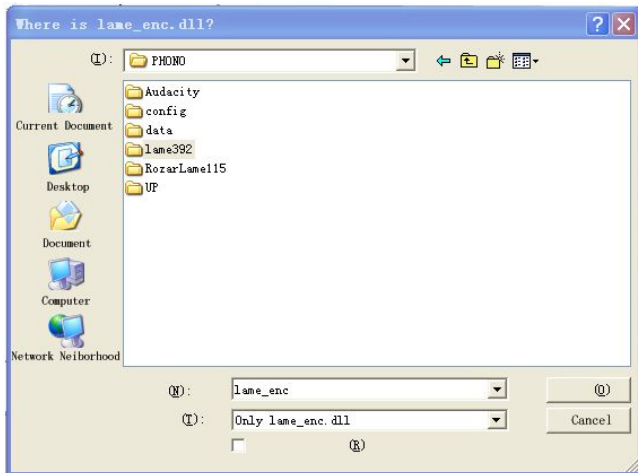 Where is lame_enc.dll?
(I):
PHONO
Audacity
config
data
lame392
RozarLame115
UP
Current Document
Desktop
Document
Computer
Network Neiborhood
(N):
lame_enc
(O)
(T):
Only lame_enc.dll
Cancel
(R)